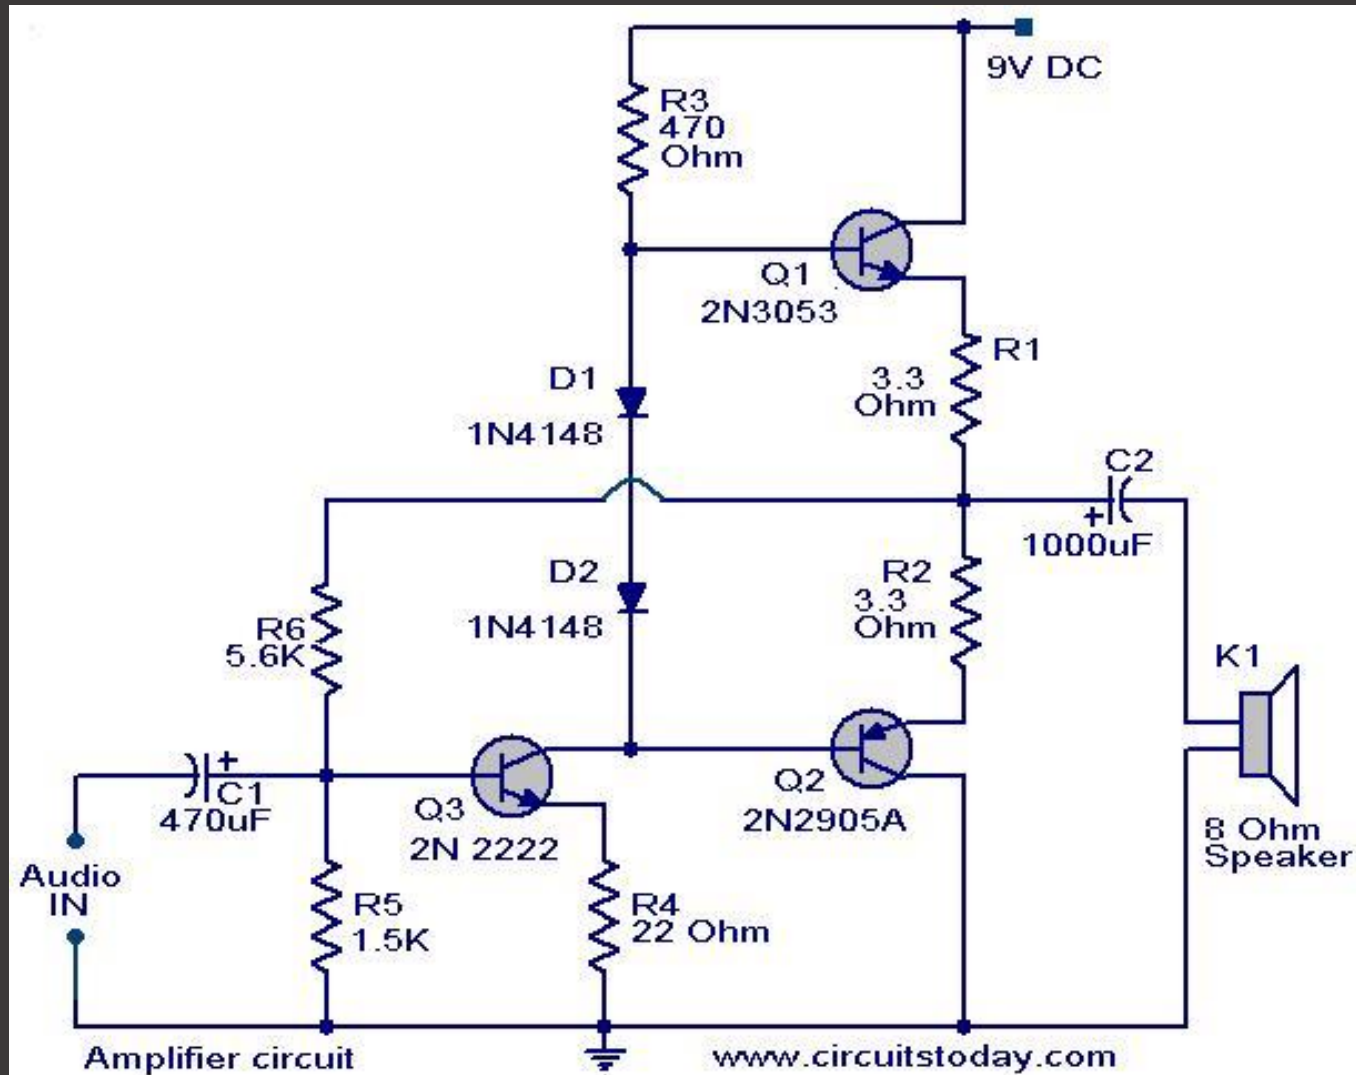 9V DC
R3
470
Ohm
Q1
2N3053
R1
3.3
Ohm
D1
1N4148
C2
+
1000uF
D2
1N4148
R2
3.3
Ohm
R6
5.6K
K1
+
C1
470uF
Q3
2N 2222
Q2
2N2905A
8 Ohm
Speaker
Audio
IN
R5
1.5K
R4
22 Ohm
Amplifier circuit
www.circuitstoday.com